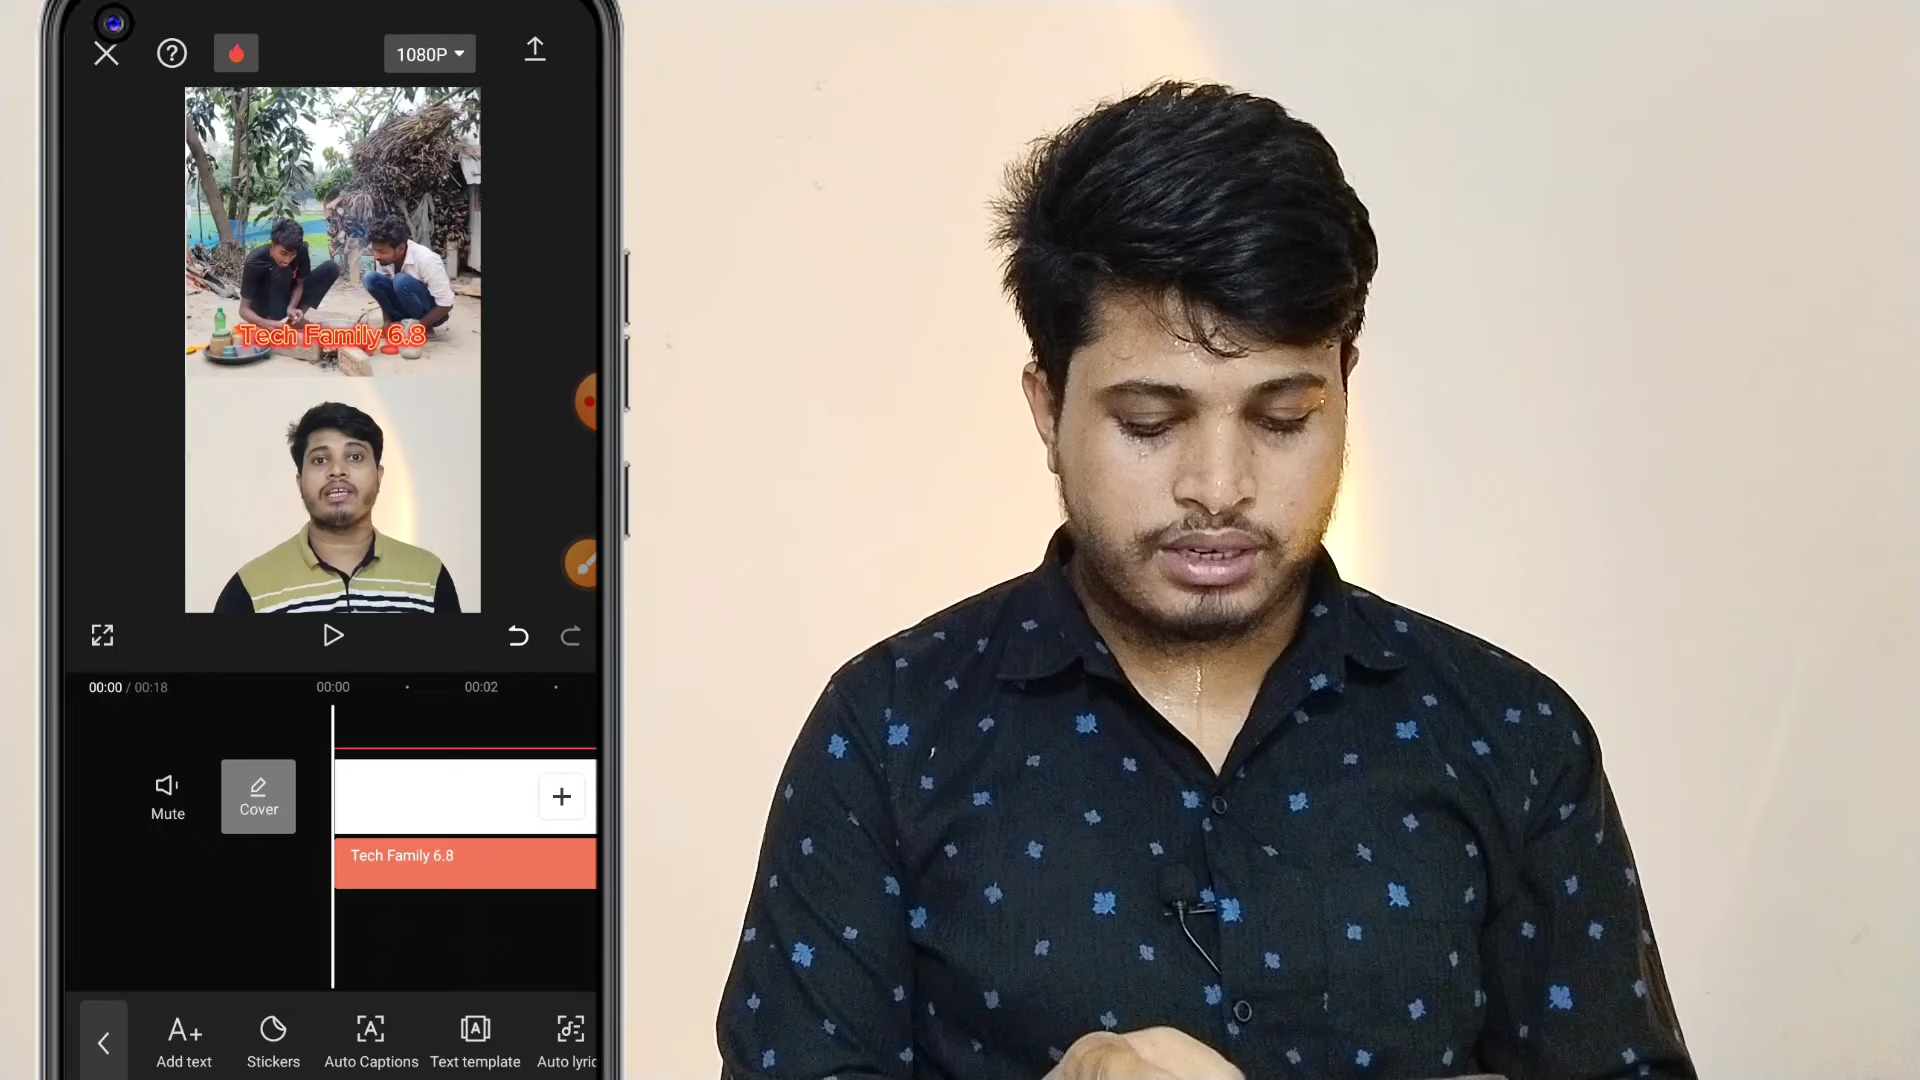 1080P
Tech Family 6.8
00:00 / 00:18
00:00
00:02
Mute
Cover
Tech Family 6.8
Add text
Stickers
Auto Captions
Text template
Auto lyric